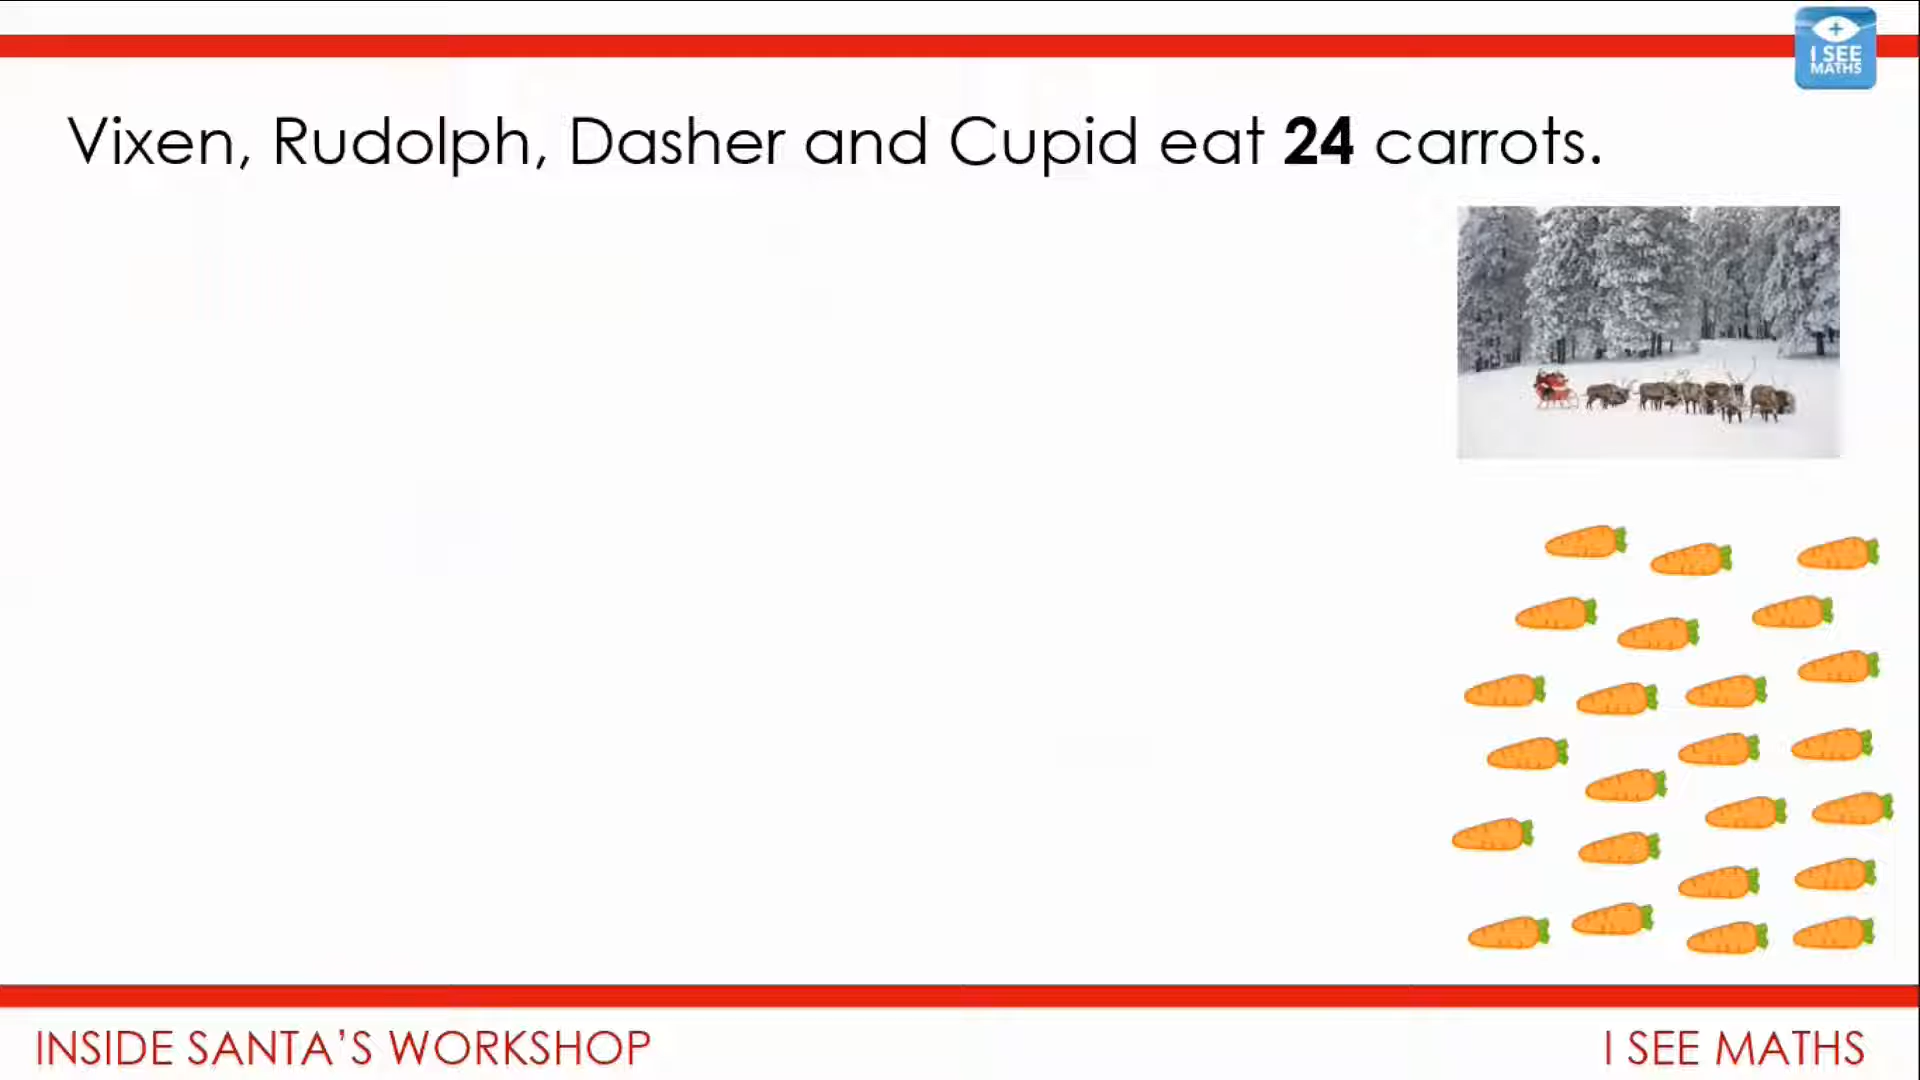 I SEE
MATHS
Vixen, Rudolph, Dasher and Cupid eat 24 carrots.
INSIDE SANTA’S WORKSHOP
I SEE MATHS